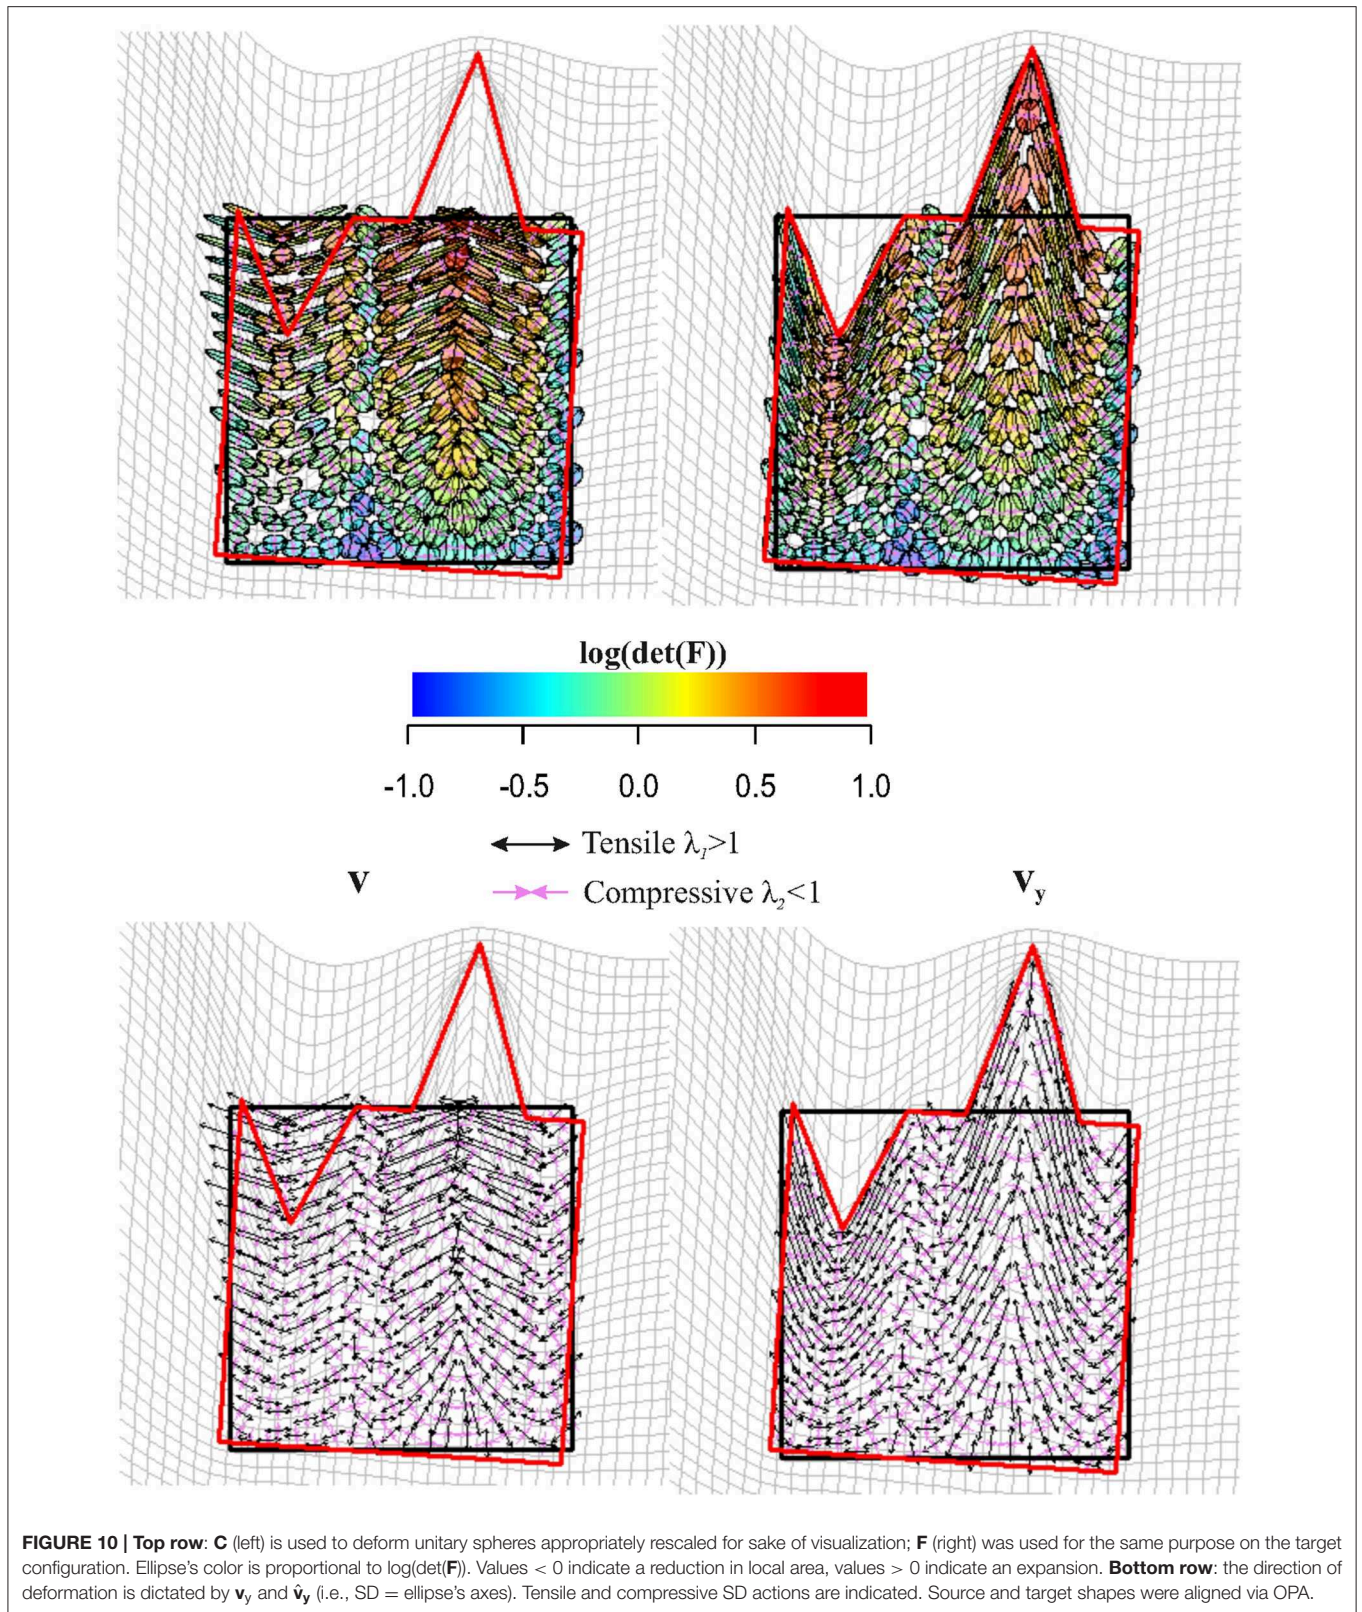 log(det(F))
-1.0 -0.5 0.0 0.5 1.0
Tensile λ₁>1
v
Compressive λ₂<1
v_y
FIGURE 10 | Top row: C (left) is used to deform unitary spheres appropriately rescaled for sake of visualization; F (right) was used for the same purpose on the target
configuration. Ellipse's color is proportional to log(det(F)). Values < 0 indicate a reduction in local area, values > 0 indicate an expansion. Bottom row: the direction of
deformation is dictated by v_y and v̂_y (i.e., SD = ellipse's axes). Tensile and compressive SD actions are indicated. Source and target shapes were aligned via OPA.